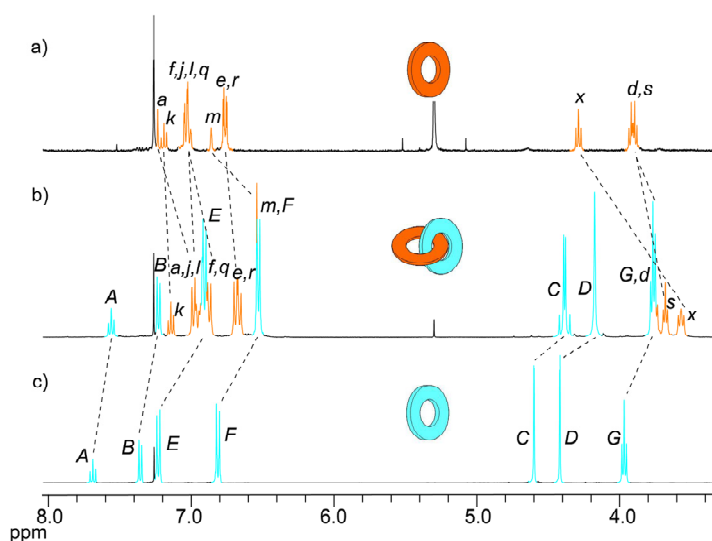 a)
a
k
f,j,l,q
m
e,r
x
d,s
b)
A
B
k
a,j,l
E
f,q
e,r
m,F
C
D
G,d
s
x
c)
A
B
E
F
C
D
G
8.0 7.0 6.0 5.0 4.0
ppm